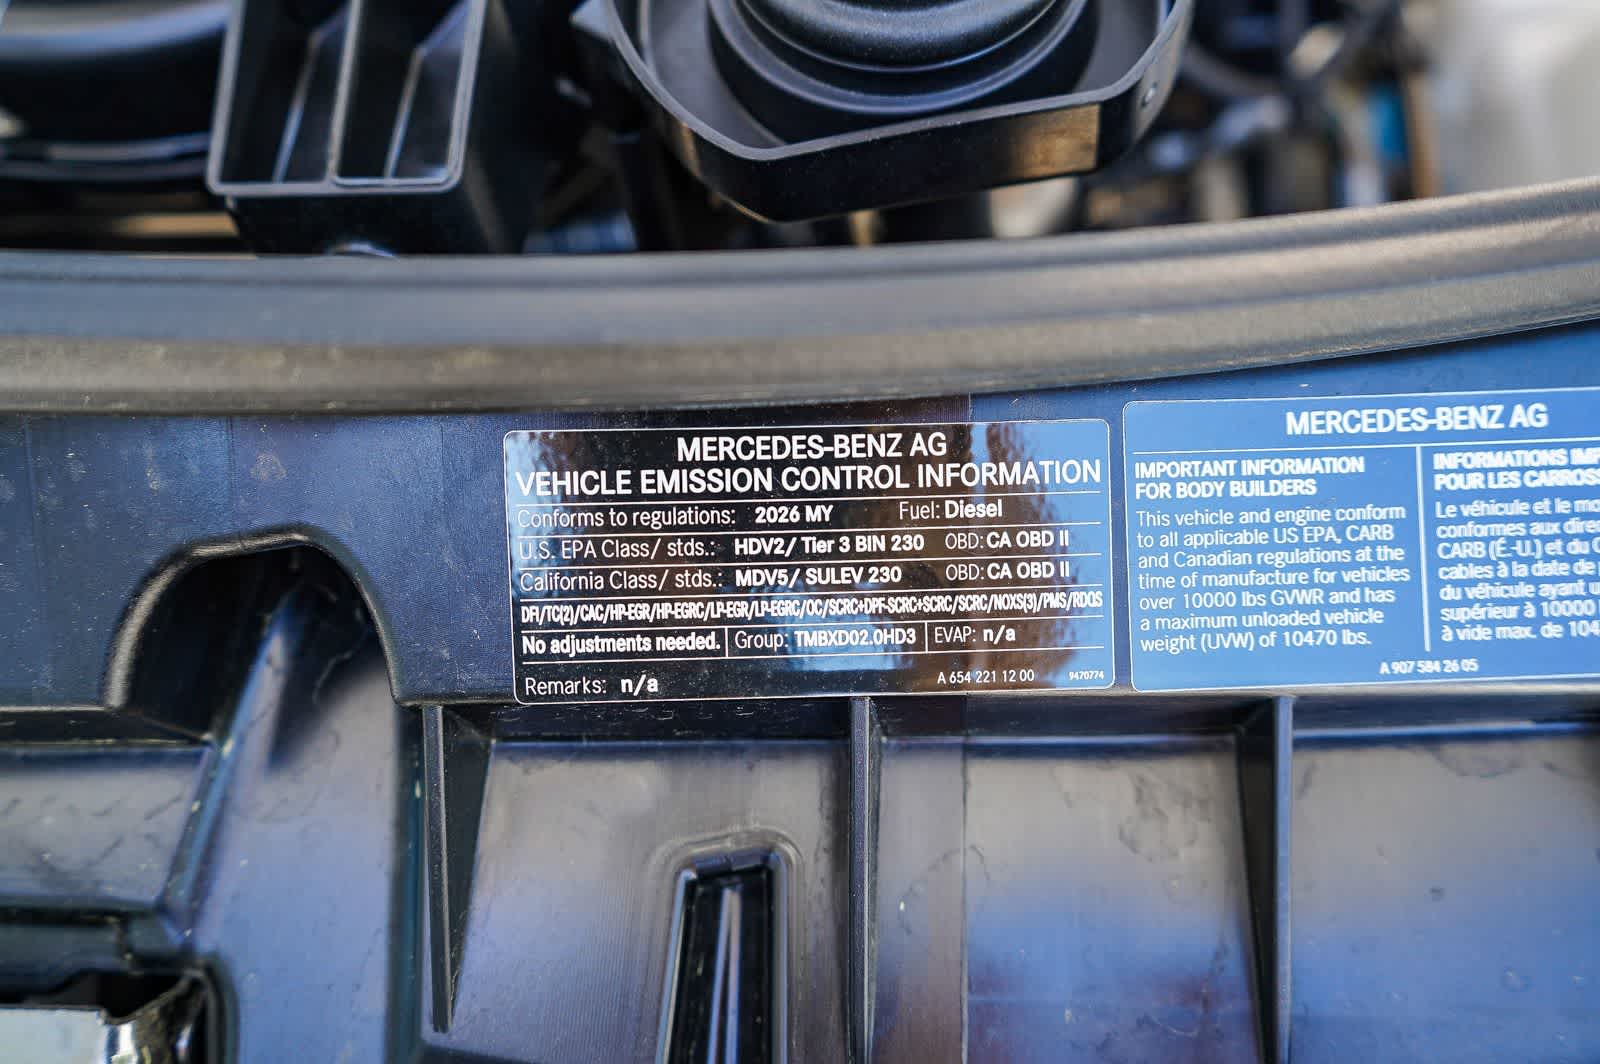 MERCEDES-BENZ AG
VEHICLE EMISSION CONTROL INFORMATION
Conforms to regulations: 2026 MY Fuel: Diesel
U.S. EPA Class/ stds.: HDV2/ Tier 3 BIN 230 OBD: CA OBD II
California Class/ stds.: MDV5/ SULEV 230 OBD: CA OBD II
DFI/TC(2)/CAC/HP-EGR/HP-EGRC/LP-EGR/LP-EGRC/OC/SCRC+DPF-SCRC+SCRC/SCRC/NOXS(3)/PMS/RDQS
No adjustments needed. Group: TMBXD02.0HD3 EVAP: n/a
Remarks: n/a A 654 221 12 00 9470774
MERCEDES-BENZ AG
IMPORTANT INFORMATION
FOR BODY BUILDERS
This vehicle and engine conform
to all applicable US EPA, CARB
and Canadian regulations at the
time of manufacture for vehicles
over 10000 lbs GVWR and has
a maximum unloaded vehicle
weight (UVW) of 10470 lbs.
INFORMATIONS
POUR LES
Le véhicule et le
conformes aux
CARB (É.-U.) et du
cables à la date de
du véhicule ayant
supérieur à 10000
à vide max. de
A 907 584 26 05